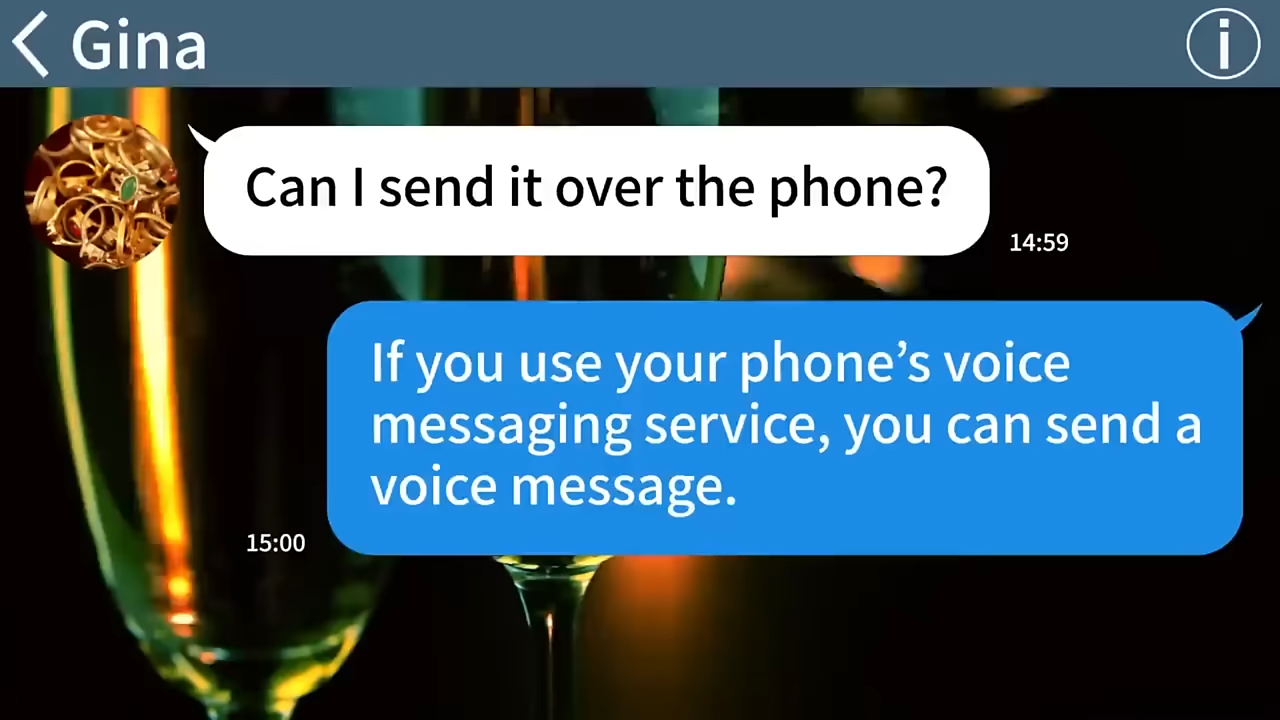 Gina
Can I send it over the phone?
14:59
If you use your phone’s voice
messaging service, you can send a
voice message.
15:00